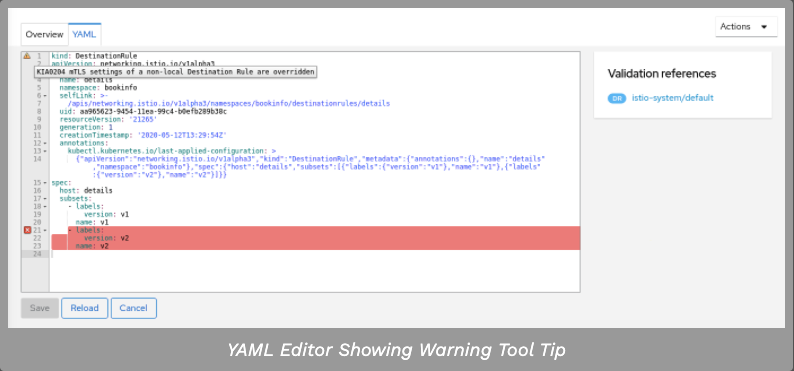 Actions
Overview YAML
1 kind: DestinationRule
2 apiVersion: networking.istio.io/v1alpha3
KIA0204 mTLS settings of a non-local Destination Rule are overridden
4 name: details
5 namespace: bookinfo
6 selfLink: >-
7 /apis/networking.istio.io/v1alpha3/namespaces/bookinfo/destinationrules/details
8 uid: aa965623-9454-11ea-99c4-b0efb289b38c
9 resourceVersion: '21265'
10 generation: 1
11 creationTimestamp: '2020-05-12T13:29:54Z'
12 annotations:
13 kubectl.kubernetes.io/last-applied-configuration: >
14 {"apiVersion":"networking.istio.io/v1alpha3","kind":"DestinationRule","metadata":{"annotations":{},"name":"details"
,"namespace":"bookinfo"},"spec":{"host":"details","subsets":[{"labels":{"version":"v1"},"name":"v1"},{"labels"
:{"version":"v2"},"name":"v2"}]}}
15 spec:
16 host: details
17 subsets:
18 - labels:
19 version: v1
20 name: v1
21 - labels:
22 version: v2
23 name: v2
24
Validation references
DR istio-system/default
Save Reload Cancel
YAML Editor Showing Warning Tool Tip